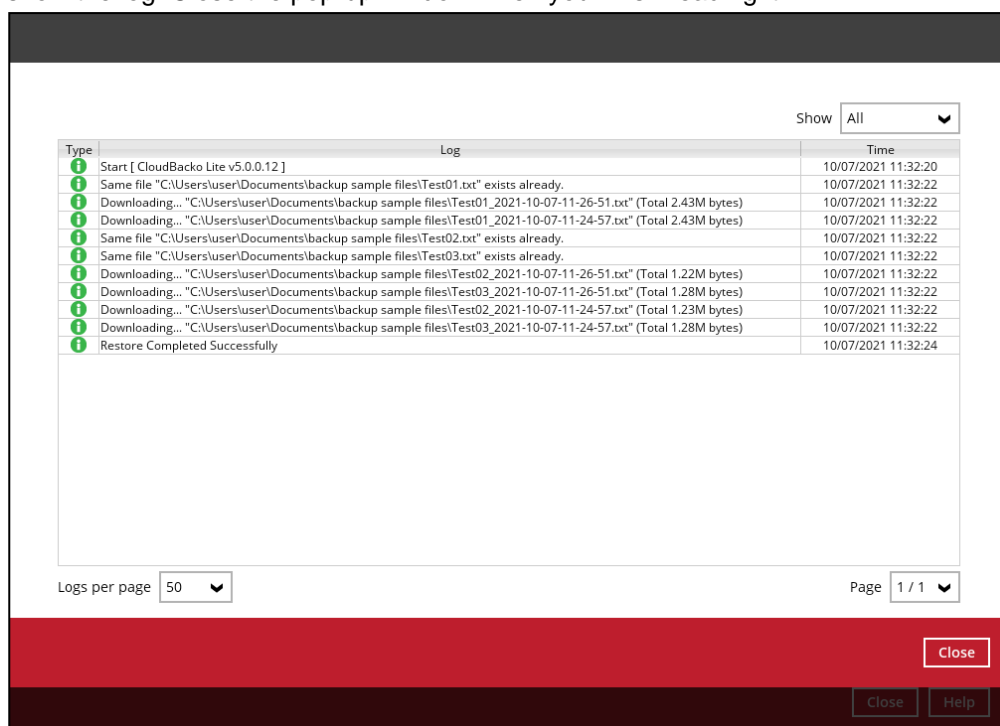 Show All
Type Log Time
Start [ CloudBacko Lite v5.0.0.12 ] 10/07/2021 11:32:20
Same file "C:\Users\user\Documents\backup sample files\Test01.txt" exists already. 10/07/2021 11:32:22
Downloading... "C:\Users\user\Documents\backup sample files\Test01_2021-10-07-11-26-51.txt" (Total 2.43M bytes) 10/07/2021 11:32:22
Downloading... "C:\Users\user\Documents\backup sample files\Test01_2021-10-07-11-24-57.txt" (Total 2.43M bytes) 10/07/2021 11:32:22
Same file "C:\Users\user\Documents\backup sample files\Test02.txt" exists already. 10/07/2021 11:32:22
Same file "C:\Users\user\Documents\backup sample files\Test03.txt" exists already. 10/07/2021 11:32:22
Downloading... "C:\Users\user\Documents\backup sample files\Test02_2021-10-07-11-26-51.txt" (Total 1.22M bytes) 10/07/2021 11:32:22
Downloading... "C:\Users\user\Documents\backup sample files\Test03_2021-10-07-11-26-51.txt" (Total 1.28M bytes) 10/07/2021 11:32:22
Downloading... "C:\Users\user\Documents\backup sample files\Test02_2021-10-07-11-24-57.txt" (Total 1.23M bytes) 10/07/2021 11:32:22
Downloading... "C:\Users\user\Documents\backup sample files\Test03_2021-10-07-11-24-57.txt" (Total 1.28M bytes) 10/07/2021 11:32:22
Restore Completed Successfully 10/07/2021 11:32:24
Logs per page 50 Page 1 / 1
Close
Close Help